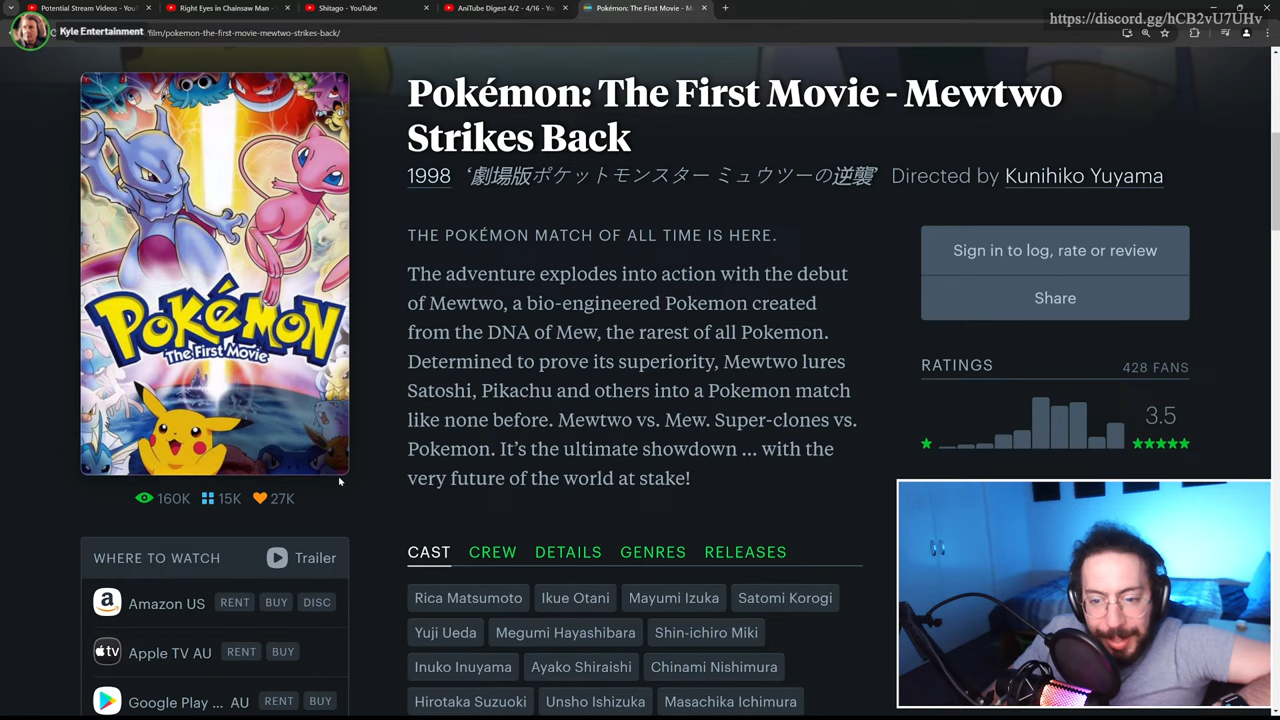 Potential Stream Videos - You
Right Eyes in Chainsaw Man -
Shitago - YouTube
AniTube Digest 4/2 - 4/16 - Yo
Pokémon: The First Movie - M
https://discord.gg/hCB2vU7UHv
Kyle Entertainment
film/pokemon-the-first-movie-mewtwo-strikes-back/
Pokémon: The First Movie - Mewtwo
Strikes Back
1998 ‘劇場版ポケットモンスター ミュウツーの逆襲’ Directed by Kunihiko Yuyama
THE POKÉMON MATCH OF ALL TIME IS HERE.
The adventure explodes into action with the debut
of Mewtwo, a bio-engineered Pokemon created
from the DNA of Mew, the rarest of all Pokemon.
Determined to prove its superiority, Mewtwo lures
Satoshi, Pikachu and others into a Pokemon match
like none before. Mewtwo vs. Mew. Super-clones vs.
Pokemon. It’s the ultimate showdown … with the
very future of the world at stake!
Sign in to log, rate or review
Share
RATINGS 428 FANS
3.5
POKéMON
The First Movie
160K 15K 27K
WHERE TO WATCH Trailer
Amazon US RENT BUY DISC
Apple TV AU RENT BUY
Google Play … AU RENT BUY
CAST CREW DETAILS GENRES RELEASES
Rica Matsumoto Ikue Otani Mayumi Izuka Satomi Korogi
Yuji Ueda Megumi Hayashibara Shin-ichiro Miki
Inuko Inuyama Ayako Shiraishi Chinami Nishimura
Hirotaka Suzuoki Unsho Ishizuka Masachika Ichimura